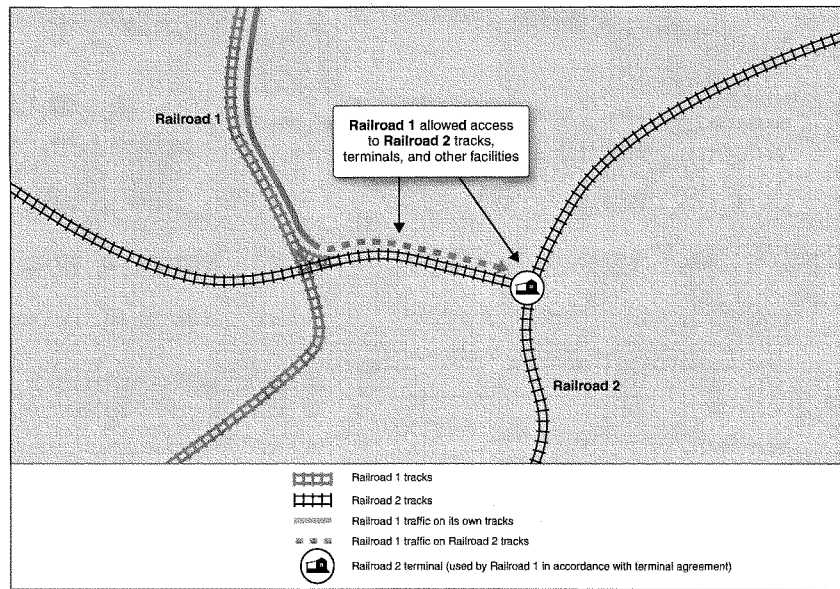 Railroad 1
Railroad 1 allowed access
to Railroad 2 tracks,
terminals, and other facilities
Railroad 2
Railroad 1 tracks
Railroad 2 tracks
Railroad 1 traffic on its own tracks
Railroad 1 traffic on Railroad 2 tracks
Railroad 2 terminal (used by Railroad 1 in accordance with terminal agreement)